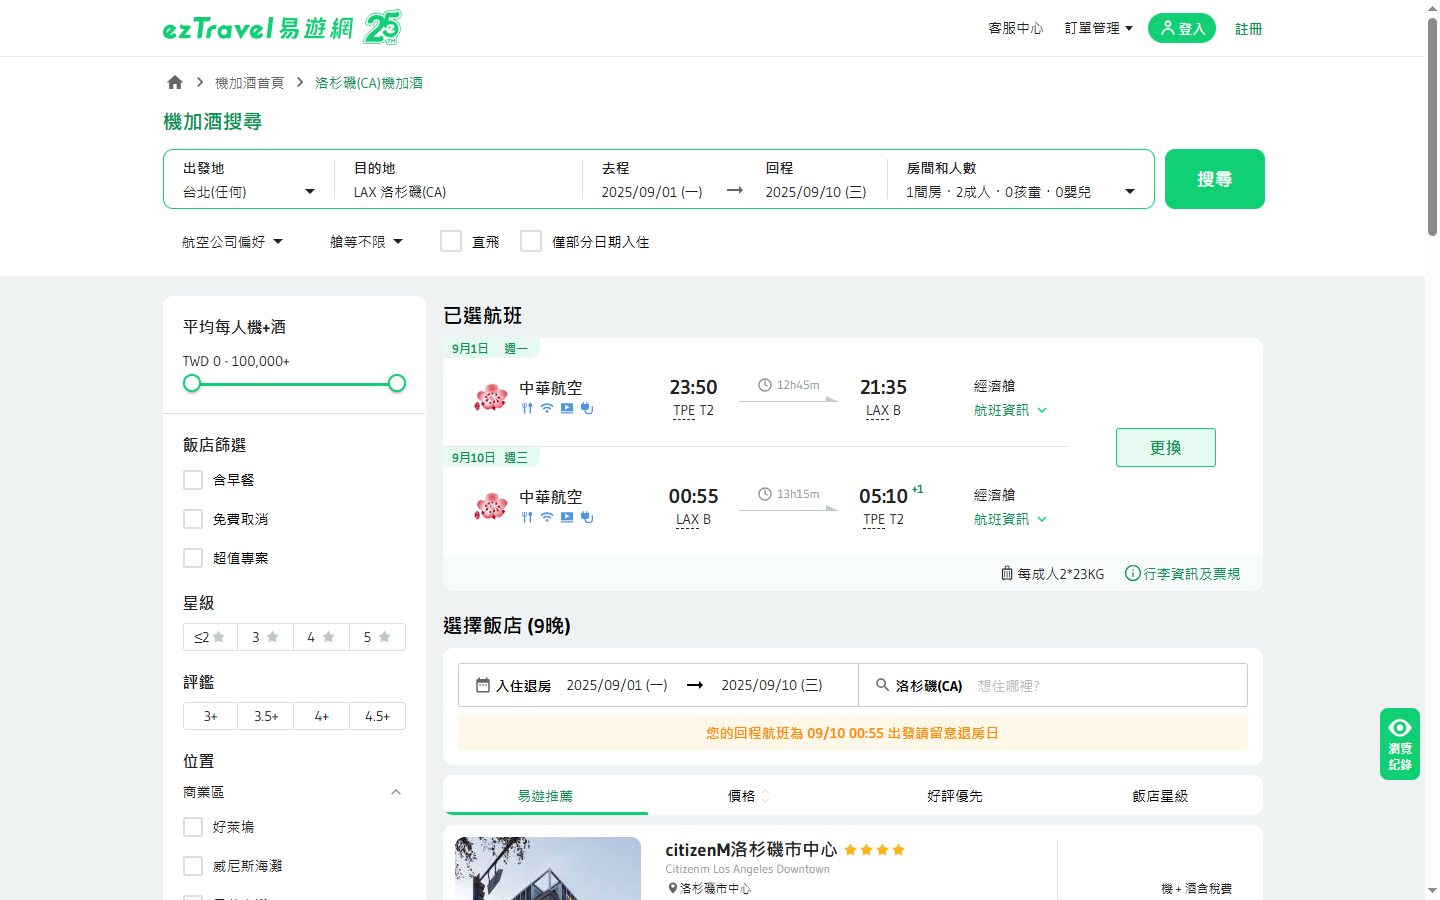 ezTravel 易遊網 25TH
客服中心
訂單管理
登入
註冊
機加酒首頁
洛杉磯(CA)機加酒
機加酒搜尋
出發地
台北(任何)
目的地
LAX 洛杉磯(CA)
去程
2025/09/01 (一)
回程
2025/09/10 (三)
房間和人數
1間房・2成人・0孩童・0嬰兒
搜尋
航空公司偏好
艙等不限
直飛
僅部分日期入住
平均每人機+酒
TWD 0 - 100,000+
飯店篩選
含早餐
免費取消
超值專案
星級
≤2
3
4
5
評鑑
3+
3.5+
4+
4.5+
位置
商業區
好萊塢
威尼斯海灘
已選航班
9月1日 週一
中華航空
23:50
TPE T2
12h45m
21:35
LAX B
經濟艙
航班資訊
更換
9月10日 週三
中華航空
00:55
LAX B
13h15m
05:10 +1
TPE T2
經濟艙
航班資訊
每成人2*23KG
行李資訊及票規
選擇飯店 (9晚)
入住退房 2025/09/01 (一) 2025/09/10 (三)
洛杉磯(CA) 想住哪裡?
您的回程航班為 09/10 00:55 出發請留意退房日
易遊推薦
價格
好評優先
飯店星級
citizenM洛杉磯市中心
Citizenm Los Angeles Downtown
洛杉磯市中心
機 + 酒含稅費
瀏覽
紀錄